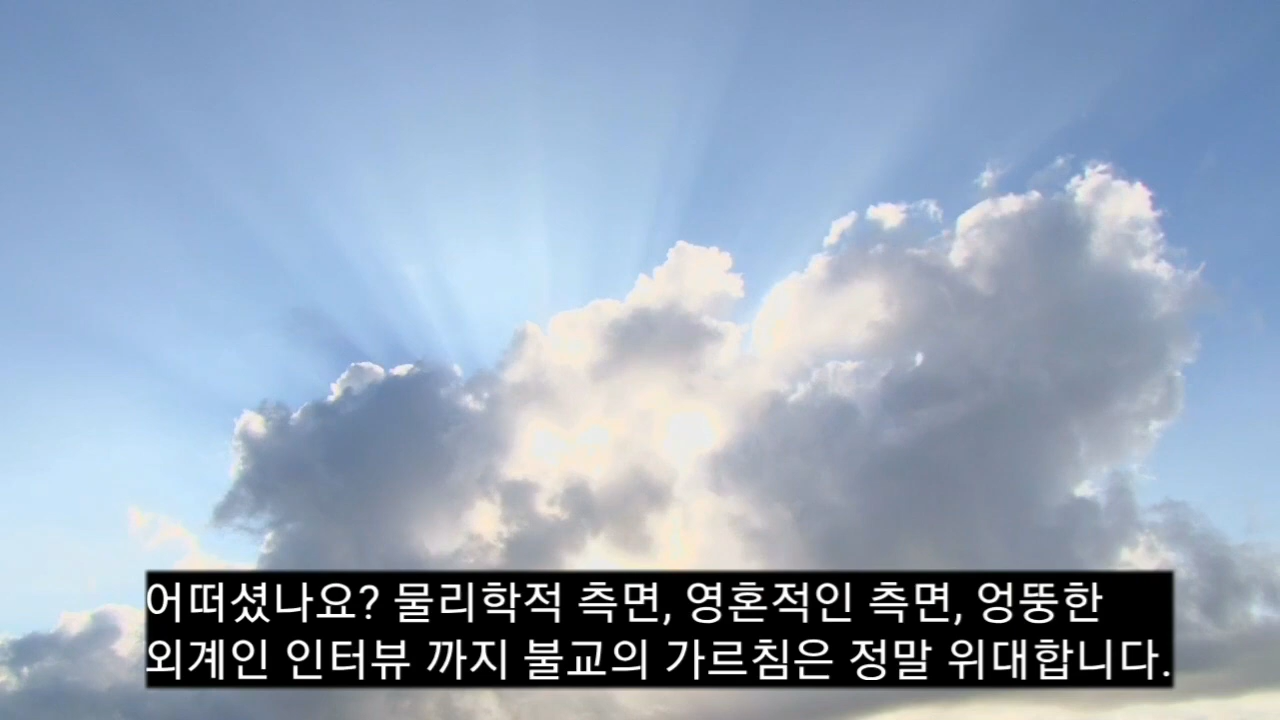 어떠셨나요? 물리학적 측면, 영혼적인 측면, 엉뚱한
외계인 인터뷰 까지 불교의 가르침은 정말 위대합니다.